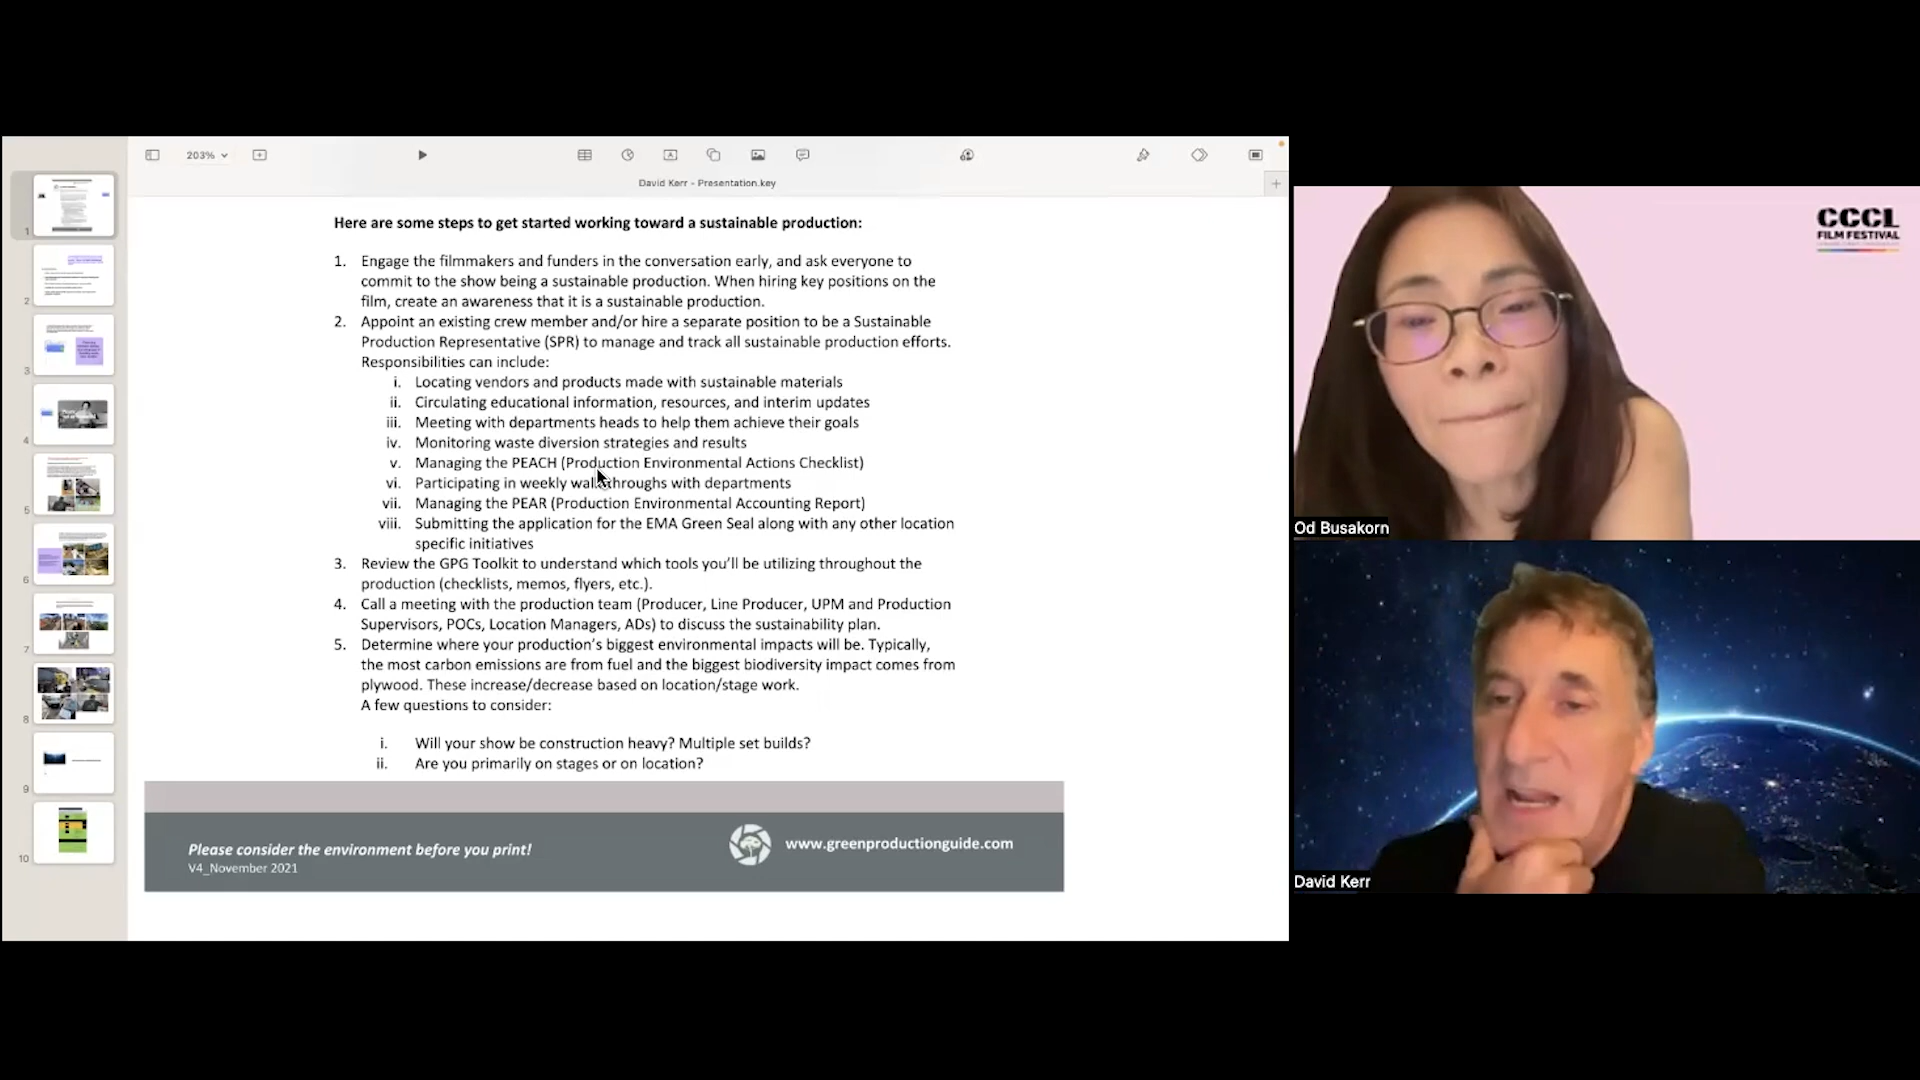 203%
David Kerr - Presentation.key
Here are some steps to get started working toward a sustainable production:
1. Engage the filmmakers and funders in the conversation early, and ask everyone to
commit to the show being a sustainable production. When hiring key positions on the
film, create an awareness that it is a sustainable production.
2. Appoint an existing crew member and/or hire a separate position to be a Sustainable
Production Representative (SPR) to manage and track all sustainable production efforts.
Responsibilities can include:
i. Locating vendors and products made with sustainable materials
ii. Circulating educational information, resources, and interim updates
iii. Meeting with departments heads to help them achieve their goals
iv. Monitoring waste diversion strategies and results
v. Managing the PEACH (Production Environmental Actions Checklist)
vi. Participating in weekly walkthroughs with departments
vii. Managing the PEAR (Production Environmental Accounting Report)
viii. Submitting the application for the EMA Green Seal along with any other location
specific initiatives
3. Review the GPG Toolkit to understand which tools you’ll be utilizing throughout the
production (checklists, memos, flyers, etc.).
4. Call a meeting with the production team (Producer, Line Producer, UPM and Production
Supervisors, POCs, Location Managers, ADs) to discuss the sustainability plan.
5. Determine where your production’s biggest environmental impacts will be. Typically,
the most carbon emissions are from fuel and the biggest biodiversity impact comes from
plywood. These increase/decrease based on location/stage work.
A few questions to consider:
i. Will your show be construction heavy? Multiple set builds?
ii. Are you primarily on stages or on location?
Please consider the environment before you print!
V4_November 2021
www.greenproductionguide.com
1
2
3
4
5
6
7
8
9
10
CCCL
FILM FESTIVAL
Od Busakorn
David Kerr